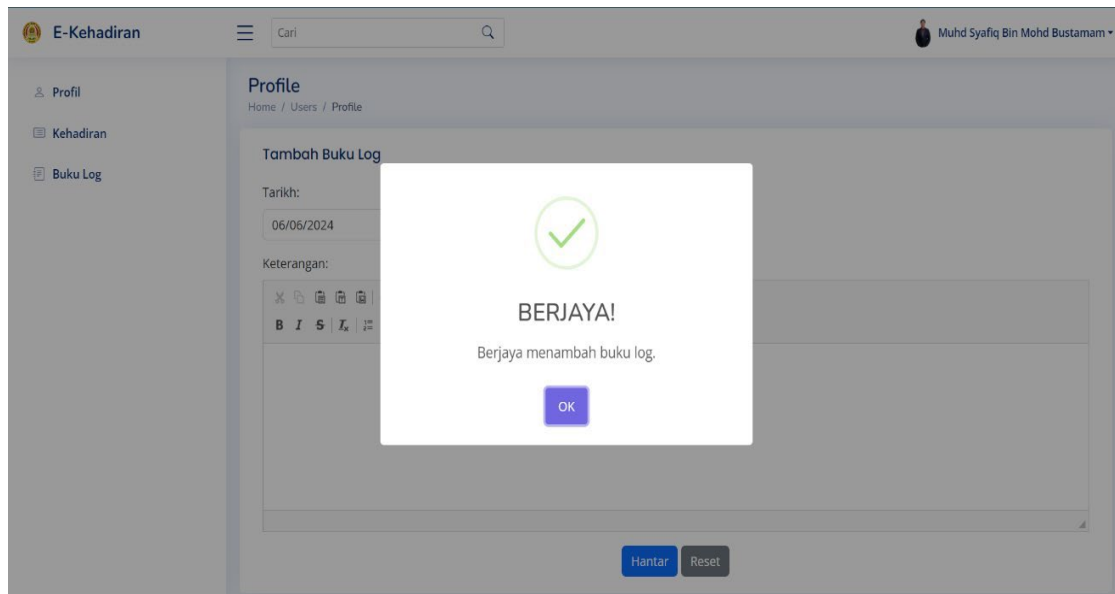 E-Kehadiran
Cari
Muhd Syafiq Bin Mohd Bustamam
Profil
Kehadiran
Buku Log
Profile
Home / Users / Profile
Tambah Buku Log
Tarikh:
06/06/2024
Keterangan:
B I S Ix
BERJAYA!
Berjaya menambah buku log.
OK
Hantar
Reset